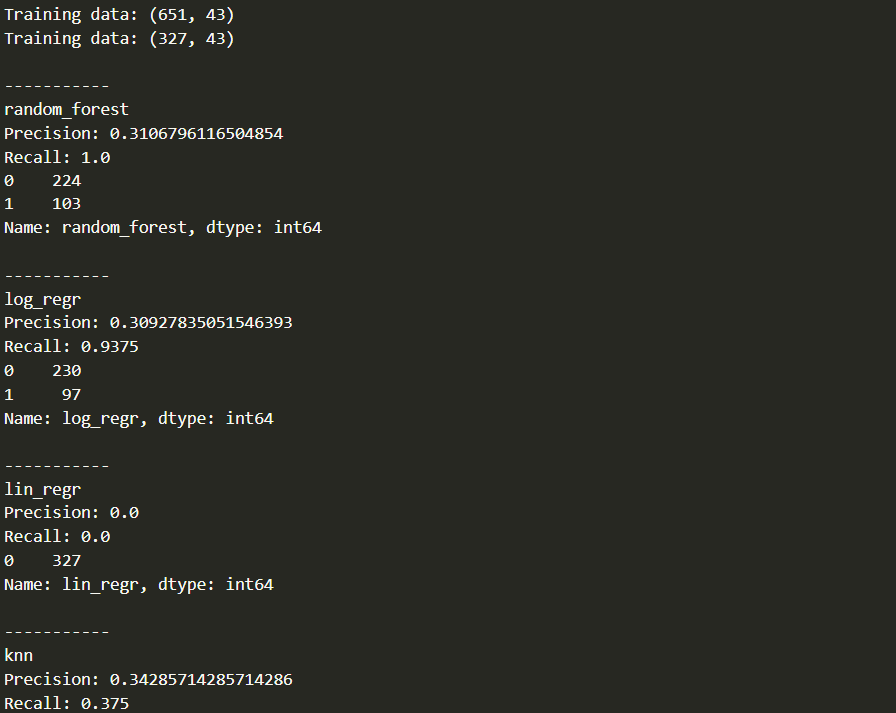 Training data: (651, 43)
Training data: (327, 43)
-----------
random_forest
Precision: 0.3106796116504854
Recall: 1.0
0    224
1    103
Name: random_forest, dtype: int64
-----------
log_regr
Precision: 0.30927835051546393
Recall: 0.9375
0    230
1     97
Name: log_regr, dtype: int64
-----------
lin_regr
Precision: 0.0
Recall: 0.0
0    327
Name: lin_regr, dtype: int64
-----------
knn
Precision: 0.34285714285714286
Recall: 0.375